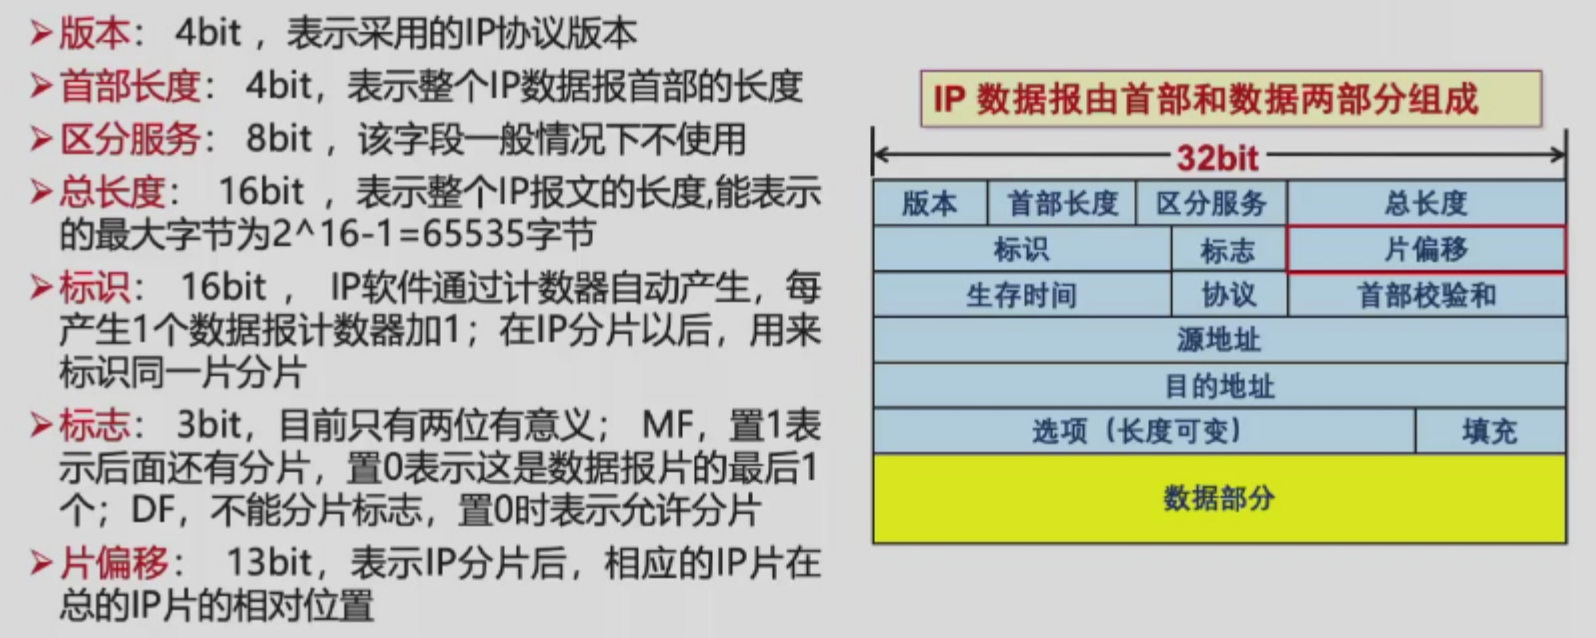 ➤版本： 4bit ，表示采用的IP协议版本
➤首部长度： 4bit，表示整个IP数据报首部的长度
➤区分服务： 8bit ，该字段一般情况下不使用
➤总长度： 16bit ，表示整个IP报文的长度,能表示
的最大字节为2^16-1=65535字节
➤标识： 16bit ， IP软件通过计数器自动产生，每
产生1个数据报计数器加1；在IP分片以后，用来
标识同一片分片
➤标志： 3bit，目前只有两位有意义； MF，置1表
示后面还有分片，置0表示这是数据报片的最后1
个；DF，不能分片标志，置0时表示允许分片
➤片偏移： 13bit，表示IP分片后，相应的IP片在
总的IP片的相对位置
IP 数据报由首部和数据两部分组成
32bit
版本 首部长度 区分服务 总长度
标识 标志 片偏移
生存时间 协议 首部校验和
源地址
目的地址
选项（长度可变） 填充
数据部分